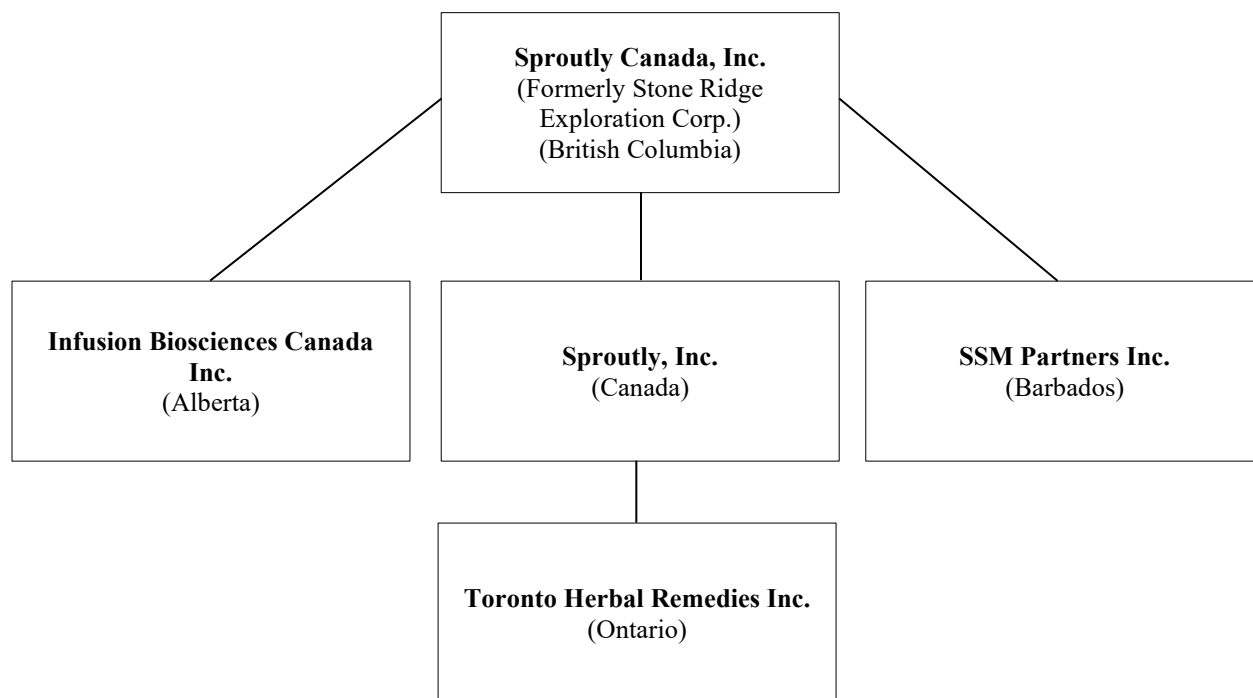 Sproutly Canada, Inc.
(Formerly Stone Ridge
Exploration Corp.)
(British Columbia)
Infusion Biosciences Canada
Inc.
(Alberta)
Sproutly, Inc.
(Canada)
SSM Partners Inc.
(Barbados)
Toronto Herbal Remedies Inc.
(Ontario)